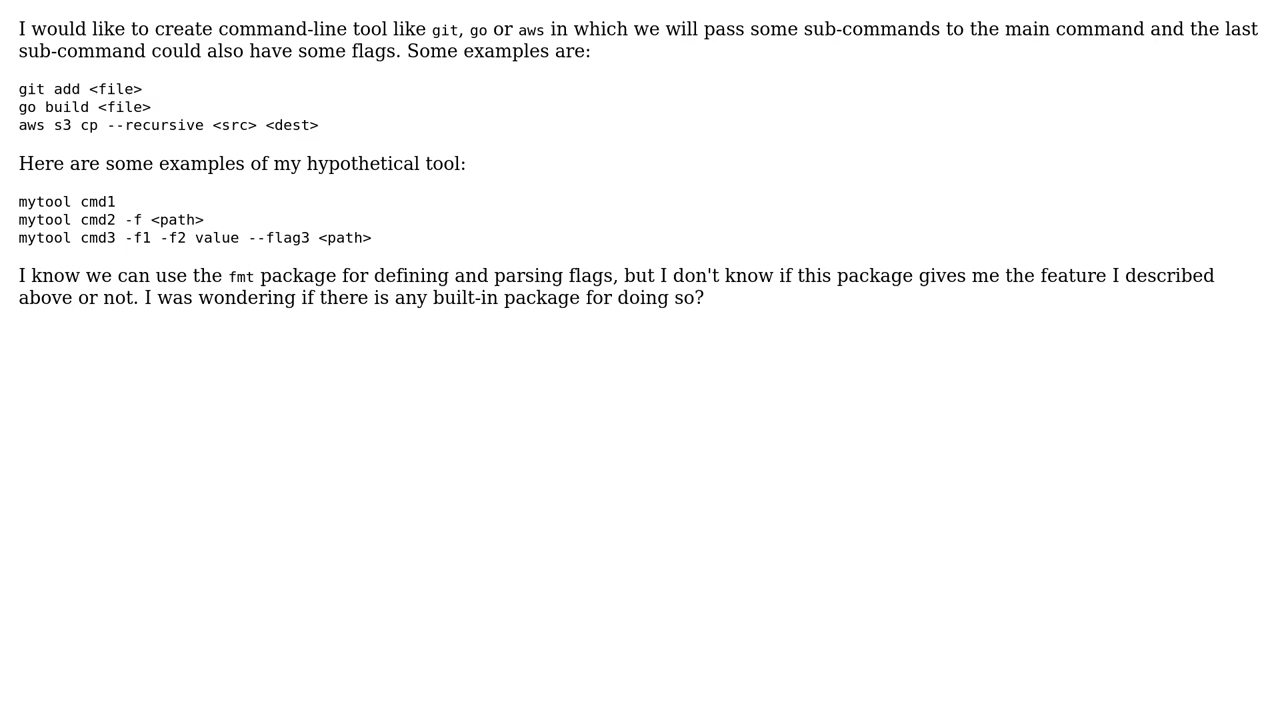 I would like to create command-line tool like git, go or aws in which we will pass some sub-commands to the main command and the last
sub-command could also have some flags. Some examples are:
git add <file>
go build <file>
aws s3 cp --recursive <src> <dest>
Here are some examples of my hypothetical tool:
mytool cmd1
mytool cmd2 -f <path>
mytool cmd3 -f1 -f2 value --flag3 <path>
I know we can use the fmt package for defining and parsing flags, but I don't know if this package gives me the feature I described
above or not. I was wondering if there is any built-in package for doing so?